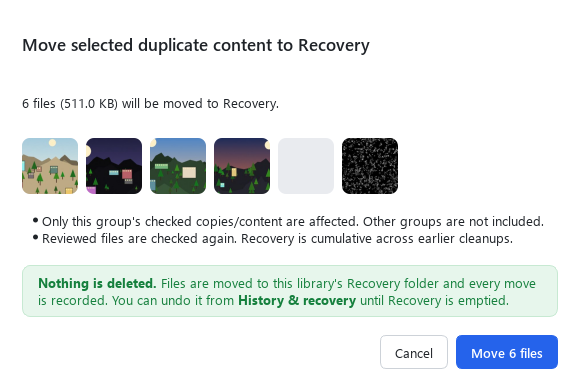 Move selected duplicate content to Recovery
6 files (511.0 KB) will be moved to Recovery.
• Only this group's checked copies/content are affected. Other groups are not included.
• Reviewed files are checked again. Recovery is cumulative across earlier cleanups.
Nothing is deleted. Files are moved to this library's Recovery folder and every move
is recorded. You can undo it from History & recovery until Recovery is emptied.
Cancel
Move 6 files